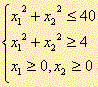 x₁² + x₂² ≤ 40
x₁² + x₂² ≥ 4
x₁ ≥ 0, x₂ ≥ 0